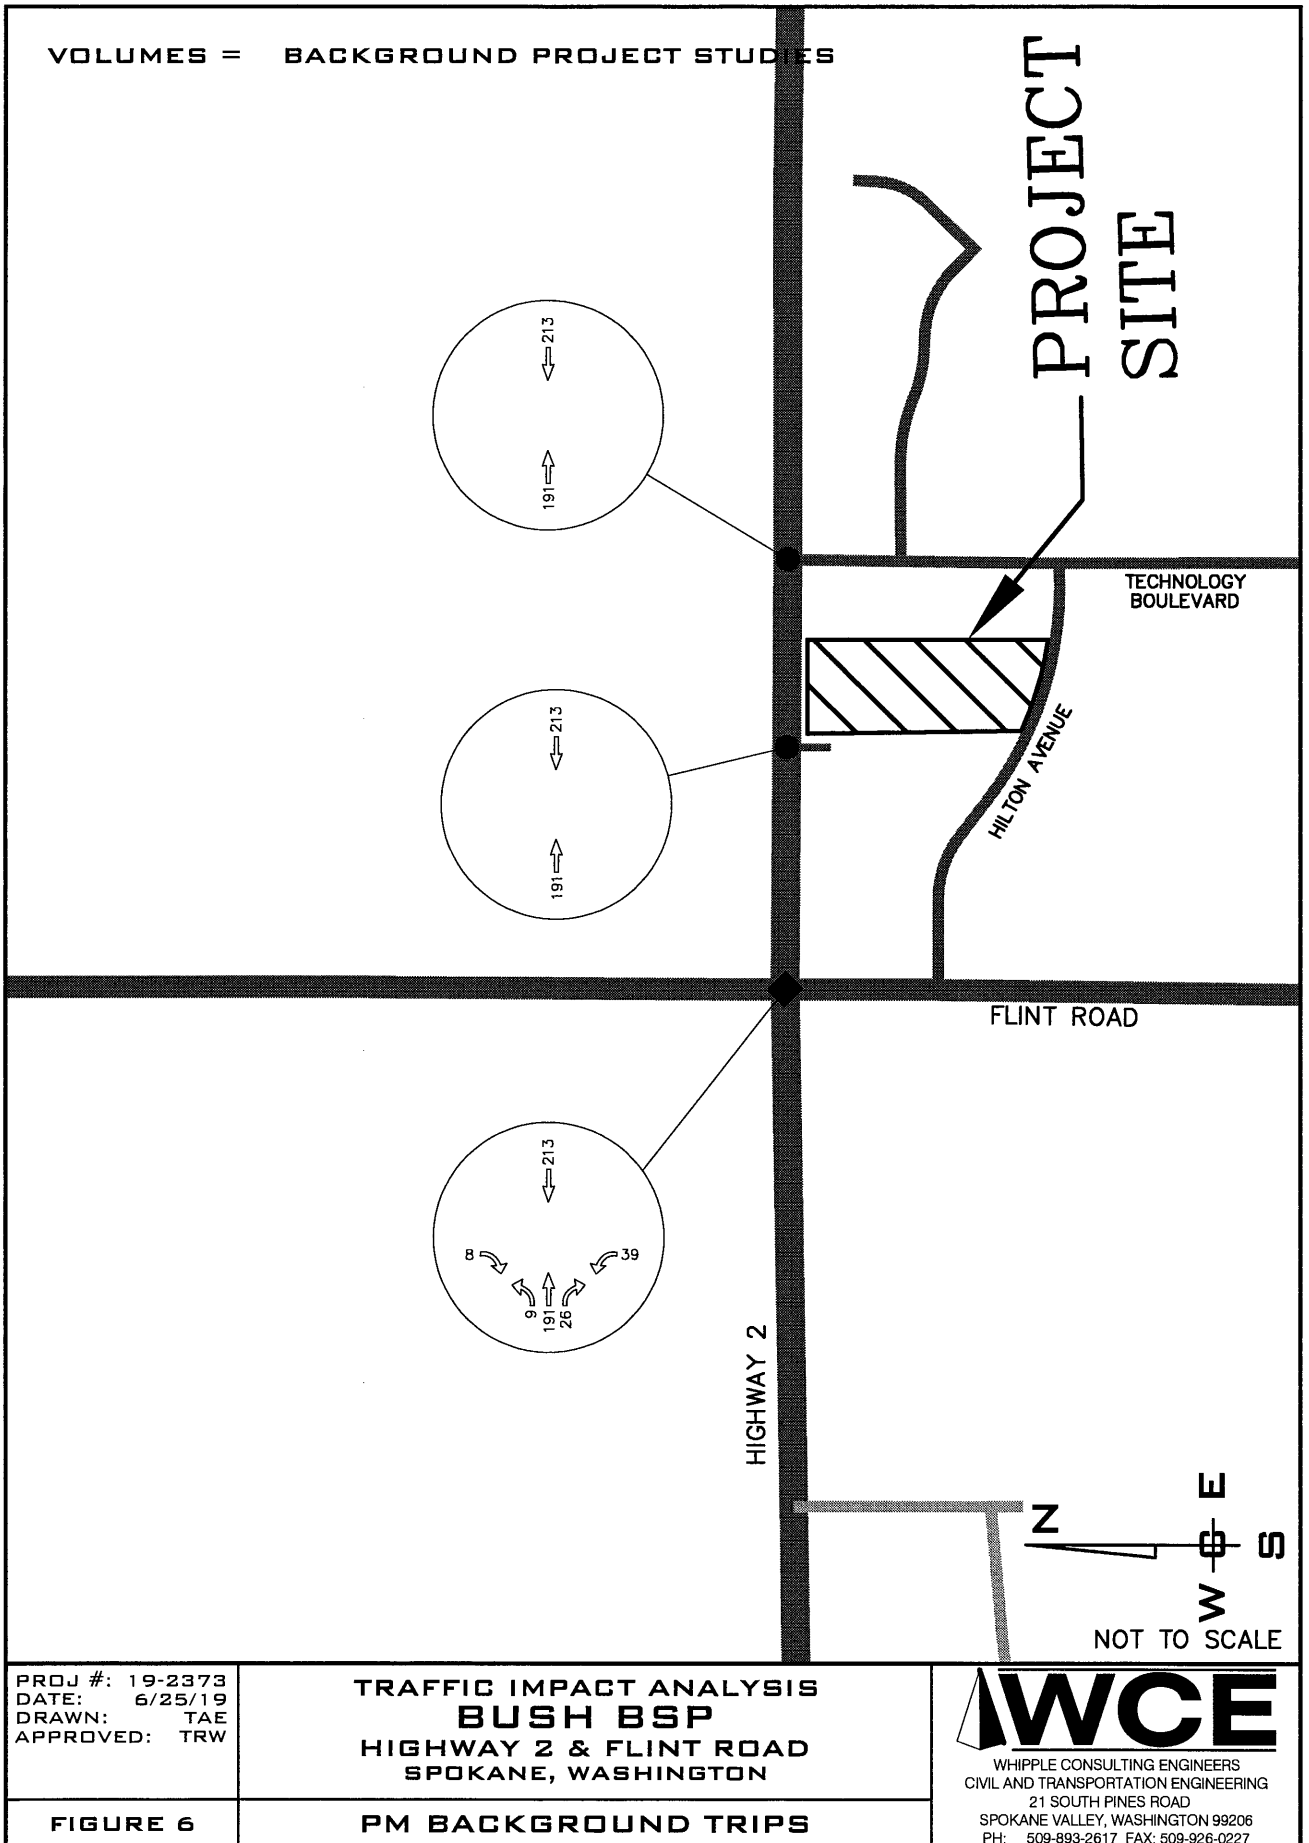 VOLUMES = BACKGROUND PROJECT STUDIES
PROJECT
SITE
213
191
TECHNOLOGY
BOULEVARD
213
191
HILTON AVENUE
FLINT ROAD
213
8
39
9
191
26
HIGHWAY 2
N
W E
S
NOT TO SCALE
PROJ #: 19-2373
DATE: 6/25/19
DRAWN: TAE
APPROVED: TRW
FIGURE 6
TRAFFIC IMPACT ANALYSIS
BUSH BSP
HIGHWAY 2 & FLINT ROAD
SPOKANE, WASHINGTON
PM BACKGROUND TRIPS
WCE
WHIPPLE CONSULTING ENGINEERS
CIVIL AND TRANSPORTATION ENGINEERING
21 SOUTH PINES ROAD
SPOKANE VALLEY, WASHINGTON 99206
PH: 509-893-2617 FAX: 509-926-0227